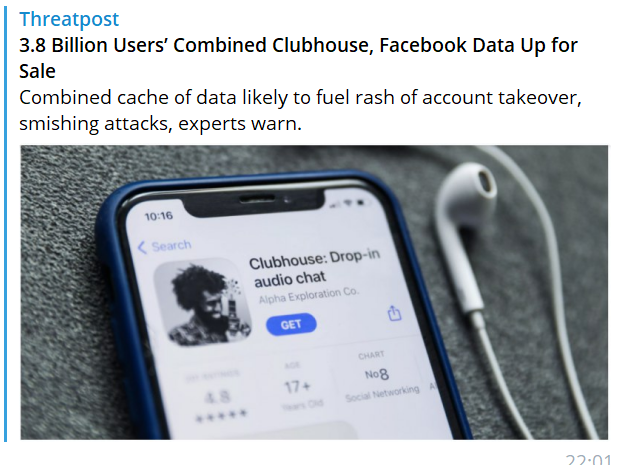 Threatpost
3.8 Billion Users’ Combined Clubhouse, Facebook Data Up for
Sale
Combined cache of data likely to fuel rash of account takeover,
smishing attacks, experts warn.
10:16
Search
Clubhouse: Drop-in
audio chat
Alpha Exploration Co.
GET
AGE
CHART
4.8
17+
No8
Years Old
Social Networking
22:01